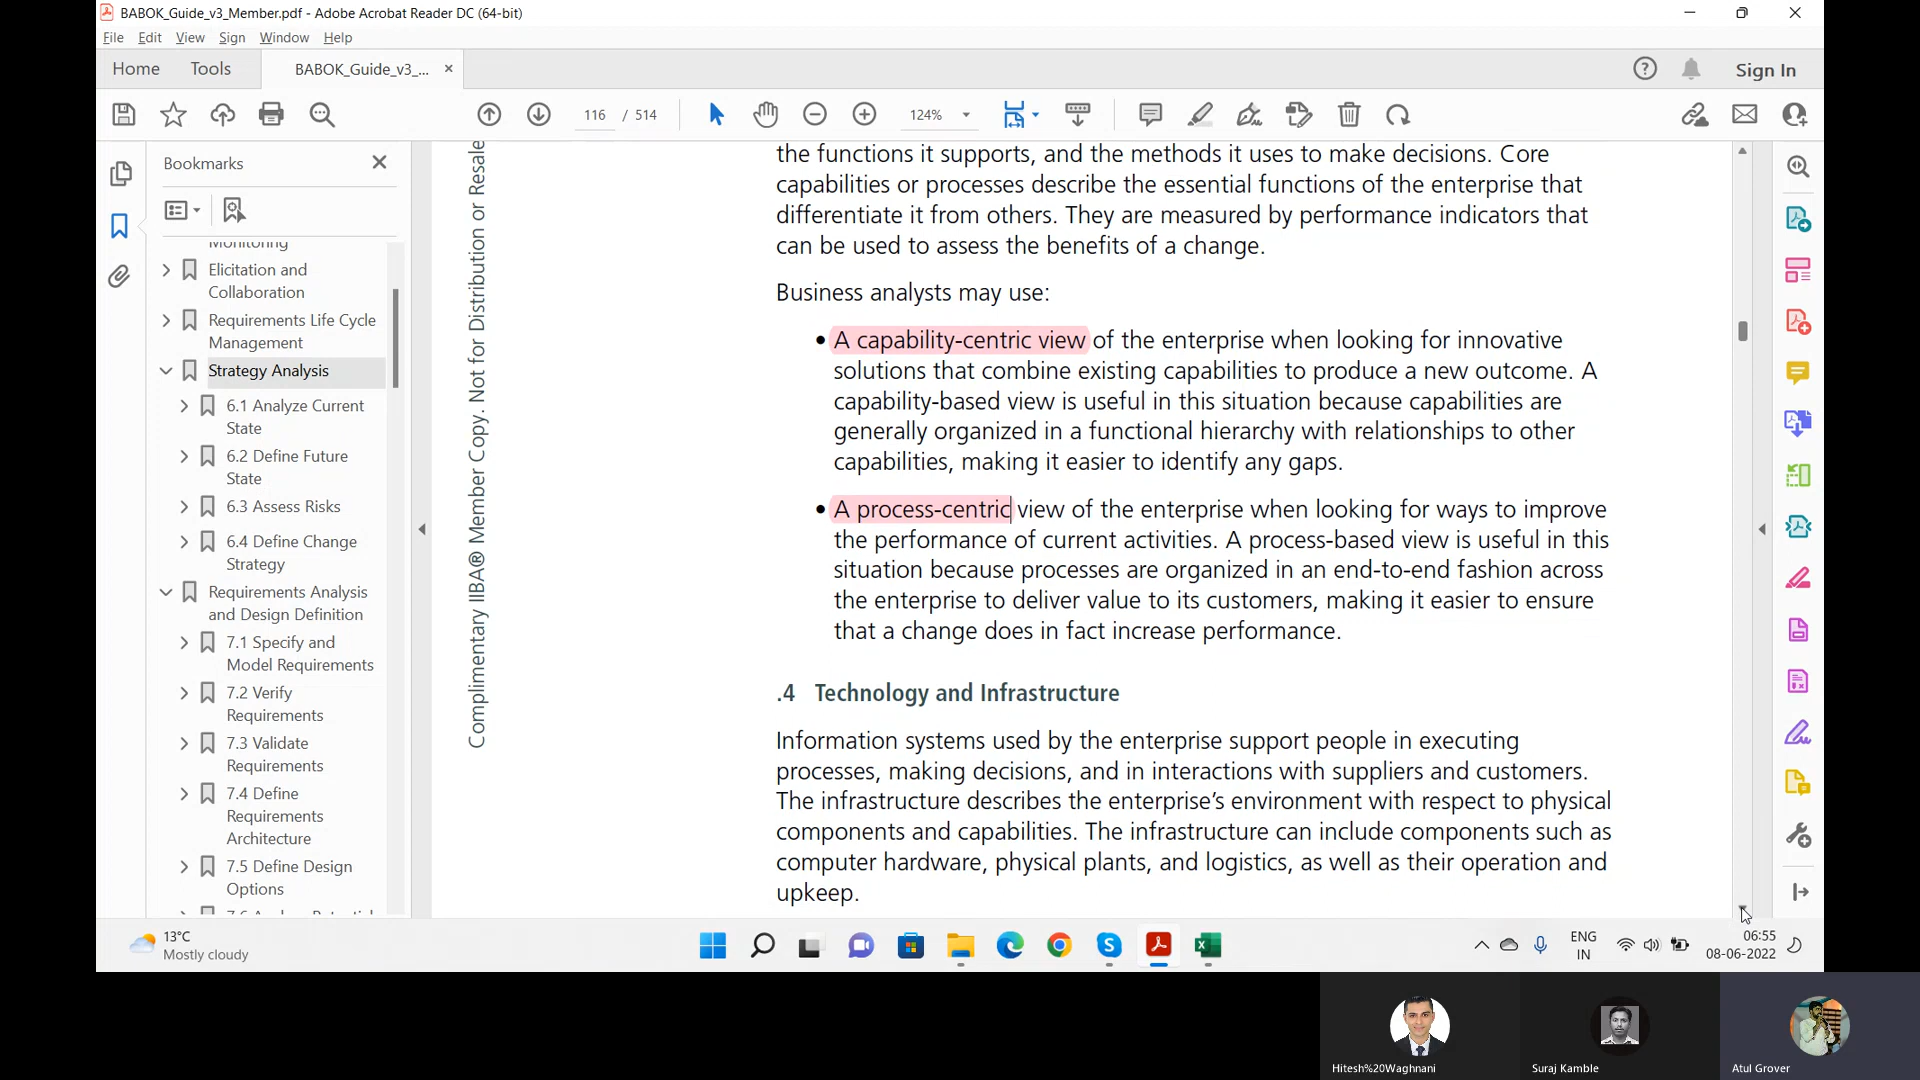 BABOK_Guide_v3_Member.pdf - Adobe Acrobat Reader DC (64-bit)
File Edit View Sign Window Help
Home Tools BABOK_Guide_v3_... × Sign In
116 / 514 124%
Bookmarks
Monitoring
Elicitation and
Collaboration
Requirements Life Cycle
Management
Strategy Analysis
6.1 Analyze Current
State
6.2 Define Future
State
6.3 Assess Risks
6.4 Define Change
Strategy
Requirements Analysis
and Design Definition
7.1 Specify and
Model Requirements
7.2 Verify
Requirements
7.3 Validate
Requirements
7.4 Define
Requirements
Architecture
7.5 Define Design
Options
Complimentary IIBA® Member Copy. Not for Distribution or Resale
the functions it supports, and the methods it uses to make decisions. Core
capabilities or processes describe the essential functions of the enterprise that
differentiate it from others. They are measured by performance indicators that
can be used to assess the benefits of a change.
Business analysts may use:
• A capability-centric view of the enterprise when looking for innovative
solutions that combine existing capabilities to produce a new outcome. A
capability-based view is useful in this situation because capabilities are
generally organized in a functional hierarchy with relationships to other
capabilities, making it easier to identify any gaps.
• A process-centric view of the enterprise when looking for ways to improve
the performance of current activities. A process-based view is useful in this
situation because processes are organized in an end-to-end fashion across
the enterprise to deliver value to its customers, making it easier to ensure
that a change does in fact increase performance.
.4 Technology and Infrastructure
Information systems used by the enterprise support people in executing
processes, making decisions, and in interactions with suppliers and customers.
The infrastructure describes the enterprise’s environment with respect to physical
components and capabilities. The infrastructure can include components such as
computer hardware, physical plants, and logistics, as well as their operation and
upkeep.
13°C
Mostly cloudy
ENG
IN
06:55
08-06-2022
Hitesh%20Waghnani
Suraj Kamble
Atul Grover